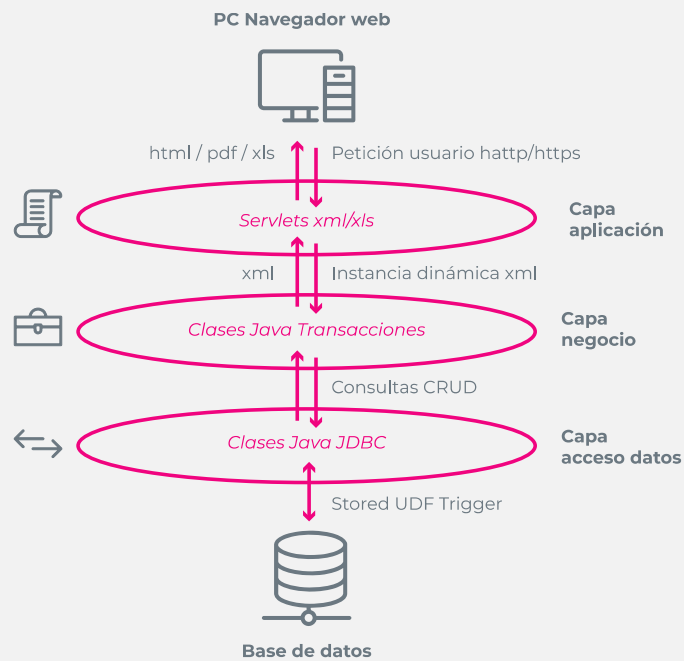 PC Navegador web
html / pdf / xls
Petición usuario hattp/https
Servlets xml/xls
Capa
aplicación
xml
Instancia dinámica xml
Clases Java Transacciones
Capa
negocio
Consultas CRUD
Clases Java JDBC
Capa
acceso datos
Stored UDF Trigger
Base de datos